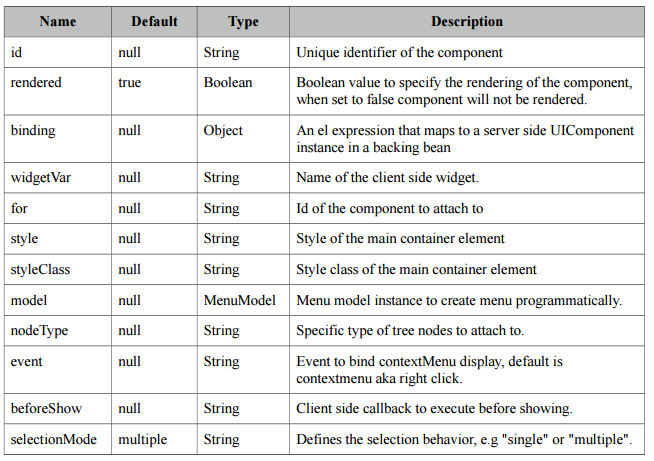 Name Default Type Description
id null String Unique identifier of the component
rendered true Boolean Boolean value to specify the rendering of the component,
when set to false component will not be rendered.
binding null Object An el expression that maps to a server side UIComponent
instance in a backing bean
widgetVar null String Name of the client side widget.
for null String Id of the component to attach to
style null String Style of the main container element
styleClass null String Style class of the main container element
model null MenuModel Menu model instance to create menu programmatically.
nodeType null String Specific type of tree nodes to attach to.
event null String Event to bind contextMenu display, default is
contextmenu aka right click.
beforeShow null String Client side callback to execute before showing.
selectionMode multiple String Defines the selection behavior, e.g "single" or "multiple".